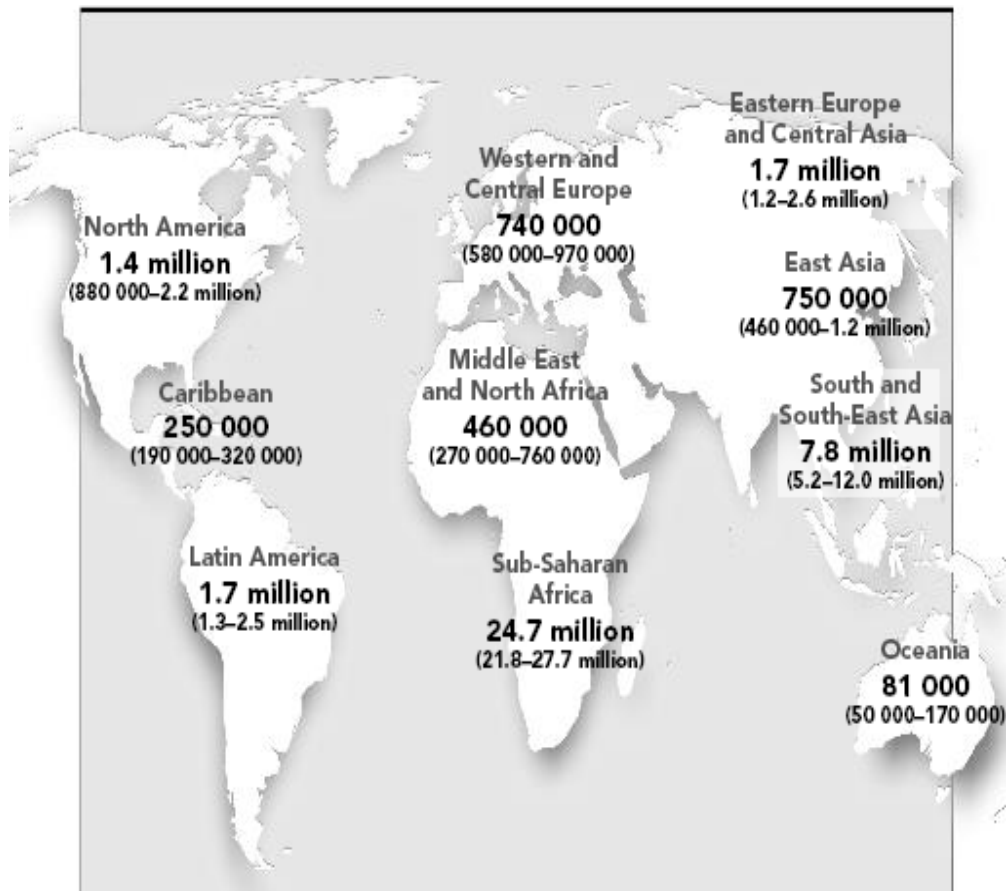 Eastern Europe
and Central Asia
1.7 million
(1.2–2.6 million)
Western and
Central Europe
740 000
(580 000–970 000)
North America
1.4 million
(880 000–2.2 million)
East Asia
750 000
(460 000–1.2 million)
Middle East
and North Africa
460 000
(270 000–760 000)
Caribbean
250 000
(190 000–320 000)
South and
South-East Asia
7.8 million
(5.2–12.0 million)
Latin America
1.7 million
(1.3–2.5 million)
Sub-Saharan
Africa
24.7 million
(21.8–27.7 million)
Oceania
81 000
(50 000–170 000)